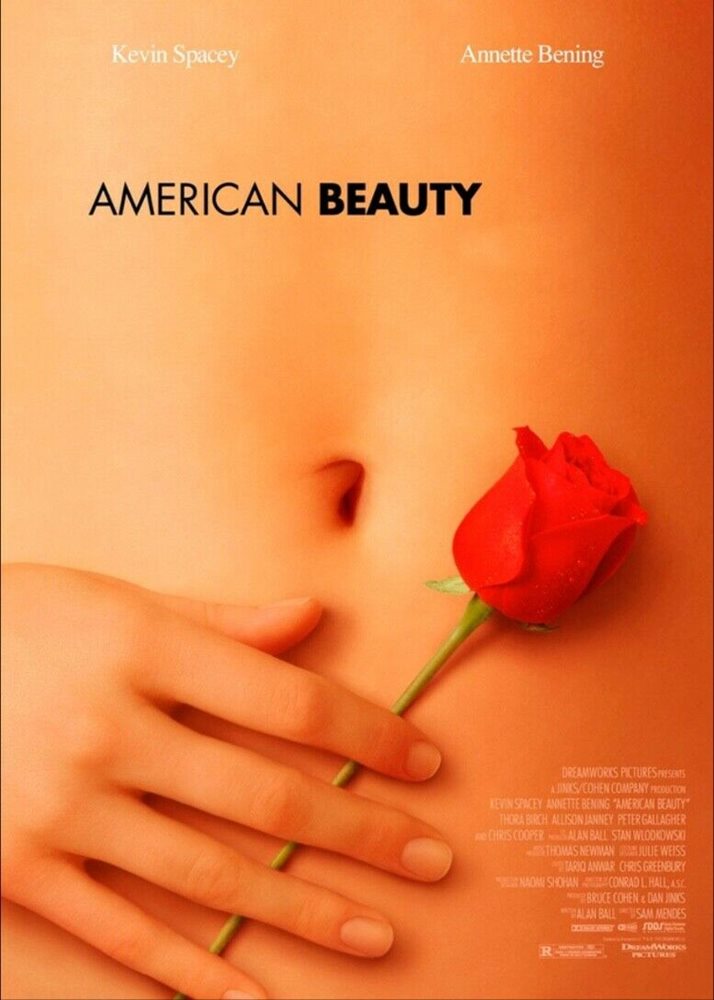 Kevin Spacey Annette Bening
AMERICAN BEAUTY
DREAMWORKS PICTURES PRESENTS
A JINKS/COHEN COMPANY PRODUCTION
KEVIN SPACEY ANNETTE BENING "AMERICAN BEAUTY"
THORA BIRCH ALLISON JANNEY PETER GALLAGHER
AND CHRIS COOPER ALAN BALL STAN WLODKOWSKI
THOMAS NEWMAN JULIE WEISS
TARIQ ANWAR CHRIS GREENBURY
NAOMI SHOHAN CONRAD L. HALL, A.S.C.
BRUCE COHEN & DAN JINKS
ALAN BALL SAM MENDES
R DREAMWORKS
PICTURES